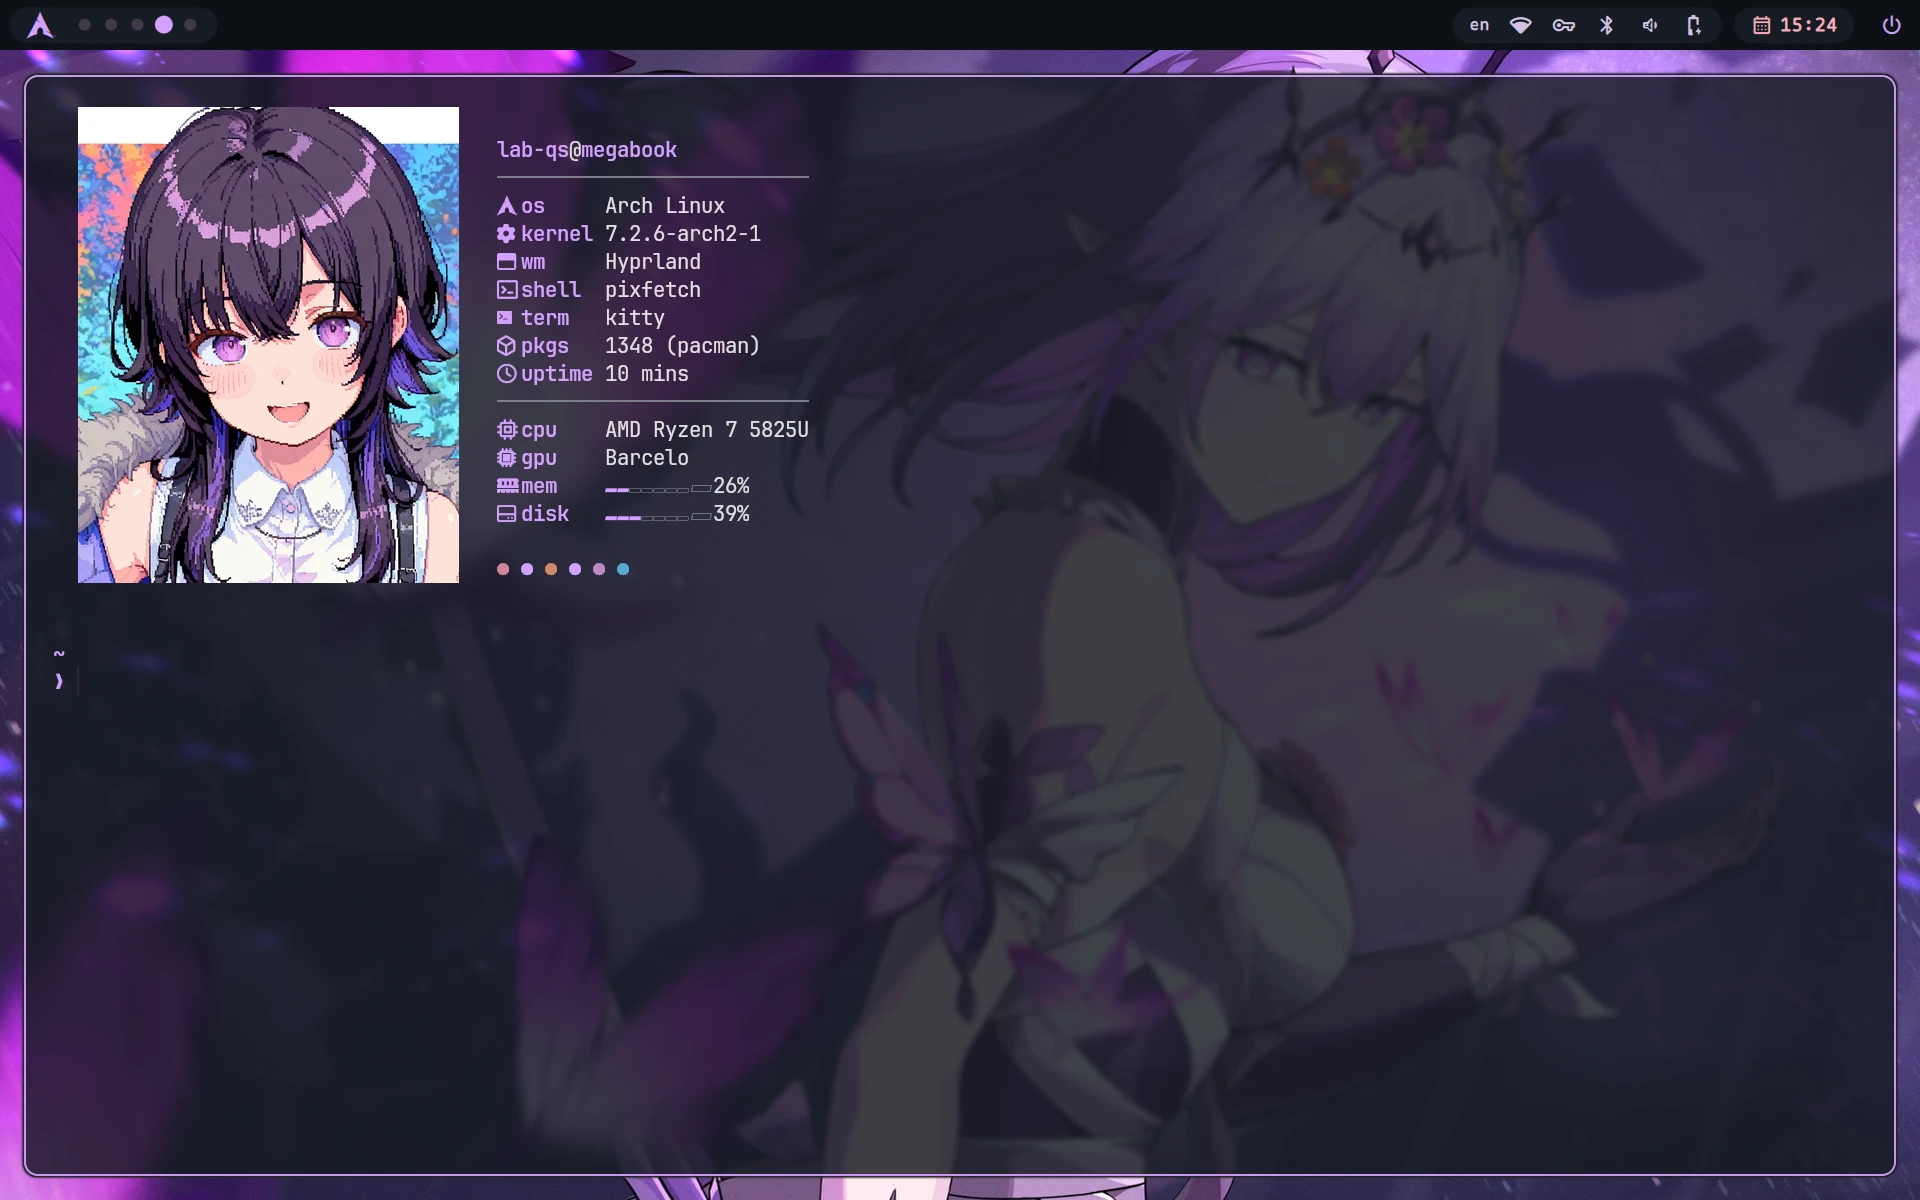 en 15:24
lab-qs@megabook
os Arch Linux
kernel 7.2.6-arch2-1
wm Hyprland
shell pixfetch
term kitty
pkgs 1348 (pacman)
uptime 10 mins
cpu AMD Ryzen 7 5825U
gpu Barcelo
mem 26%
disk 39%
~
❯